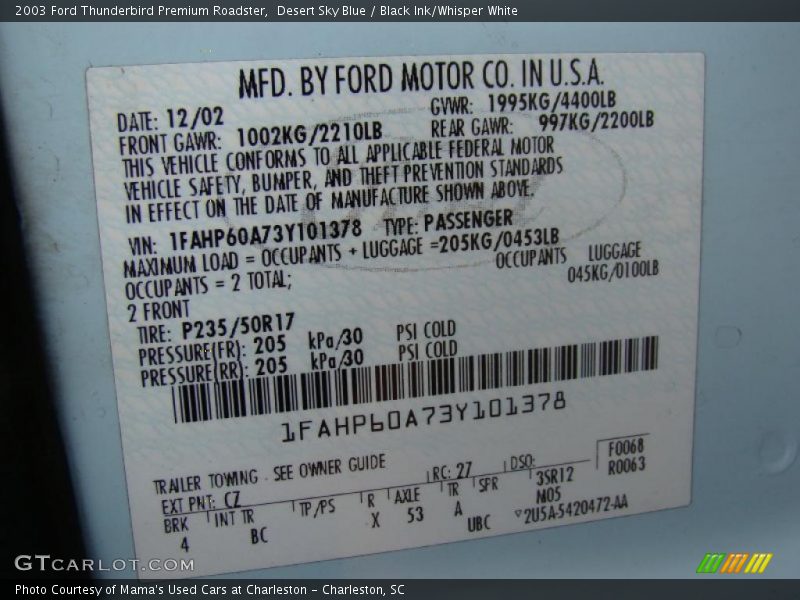 2003 Ford Thunderbird Premium Roadster,  Desert Sky Blue / Black Ink/Whisper White
MFD. BY FORD MOTOR CO. IN U.S.A.
DATE: 12/02 GVWR: 1995KG/4400LB
FRONT GAWR: 1002KG/2210LB REAR GAWR: 997KG/2200LB
THIS VEHICLE CONFORMS TO ALL APPLICABLE FEDERAL MOTOR
VEHICLE SAFETY, BUMPER, AND THEFT PREVENTION STANDARDS
IN EFFECT ON THE DATE OF MANUFACTURE SHOWN ABOVE.
VIN: 1FAHP60A73Y101378 TYPE: PASSENGER
MAXIMUM LOAD = OCCUPANTS + LUGGAGE =205KG/0453LB
OCCUPANTS = 2 TOTAL; OCCUPANTS LUGGAGE
2 FRONT 045KG/0100LB
TIRE: P235/50R17
PRESSURE(FR): 205 kPa/30 PSI COLD
PRESSURE(RR): 205 kPa/30 PSI COLD
1FAHP60A73Y101378
TRAILER TOWING - SEE OWNER GUIDE
EXT PNT: CZ RC: 27 DSO: F0068
BRK INT TR TP/PS R AXLE TR SFR 3SR12 R0063
4 BC X 53 A N05
UBC ▽2U5A-5420472-AA
GTCARLOT.COM
Photo Courtesy of Mama's Used Cars at Charleston - Charleston, SC